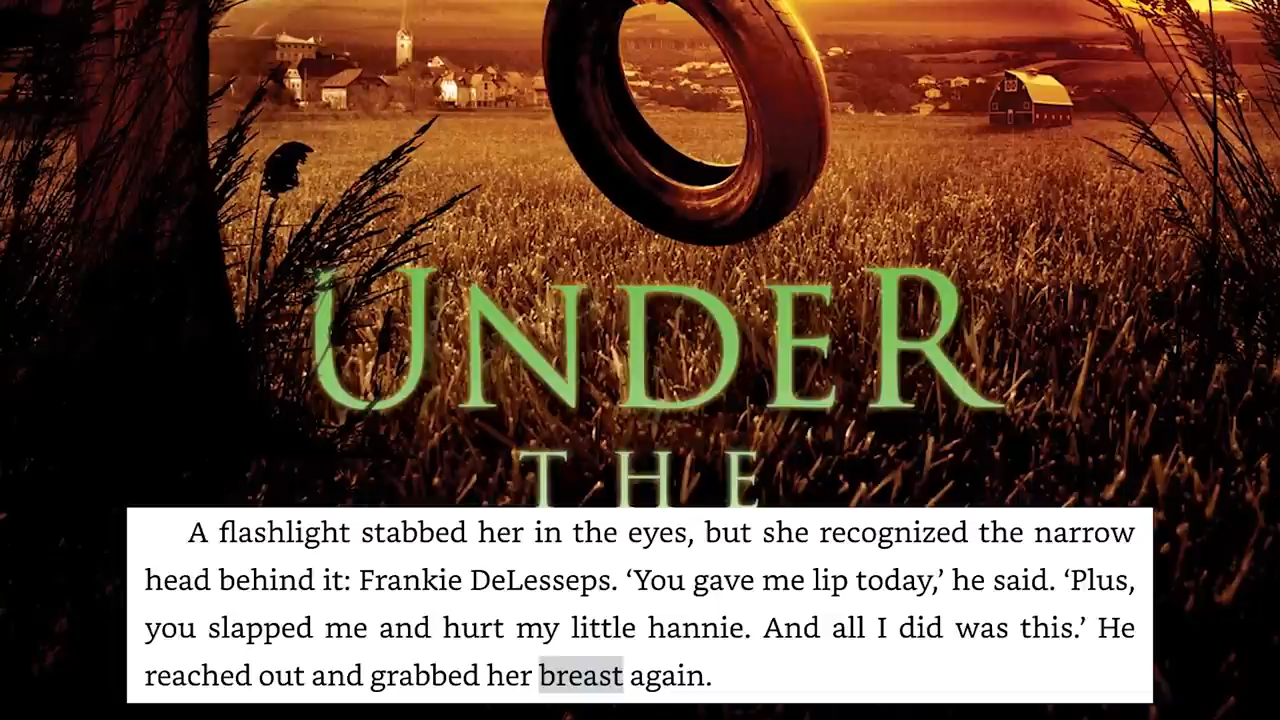 UNDER
THE
A flashlight stabbed her in the eyes, but she recognized the narrow
head behind it: Frankie DeLesseps. ‘You gave me lip today,’ he said. ‘Plus,
you slapped me and hurt my little hannie. And all I did was this.’ He
reached out and grabbed her breast again.